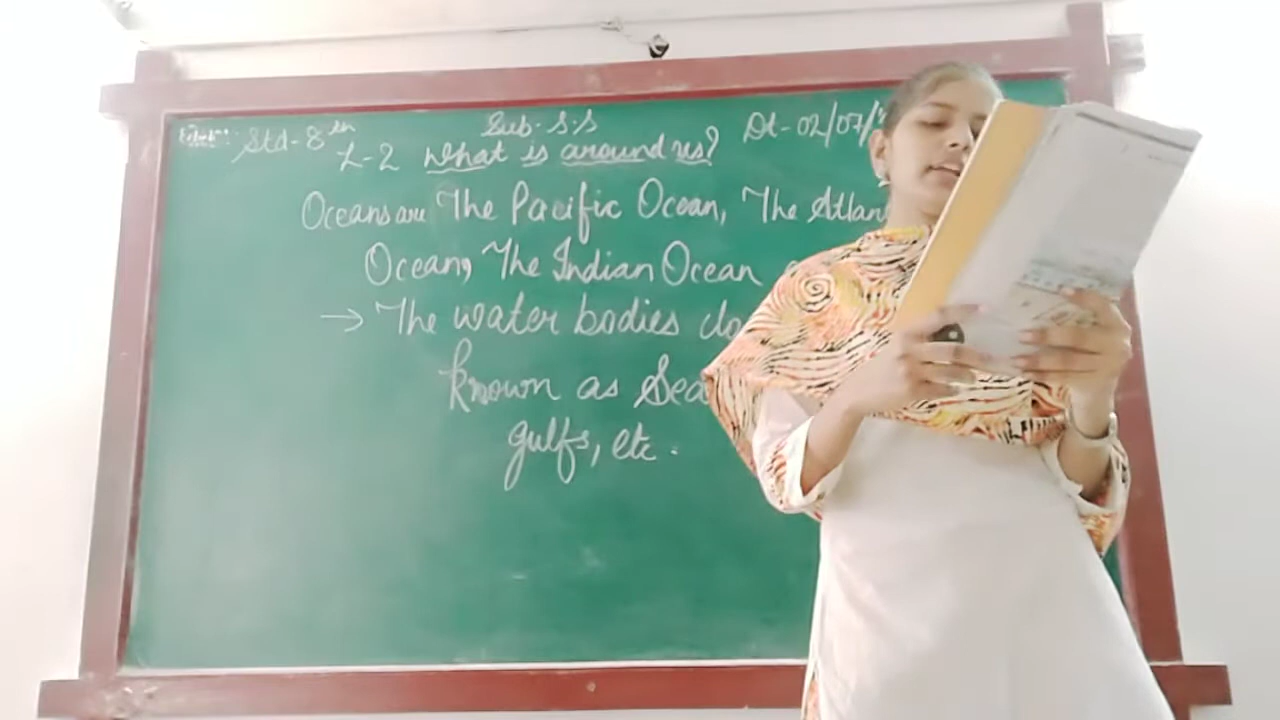 Std-8th Sub-S.S Dt-02/07/
L-2 What is around us?
Oceans are The Pacific Ocean, The Atlan
Ocean, The Indian Ocean
→ The water bodies clo
known as Sea
gulfs, etc.